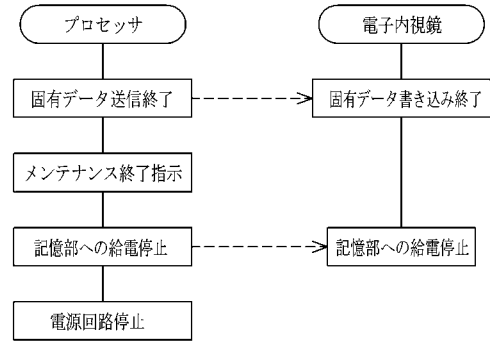 プロセッサ
電子内視鏡
固有データ送信終了
固有データ書き込み終了
メンテナンス終了指示
記憶部への給電停止
記憶部への給電停止
電源回路停止